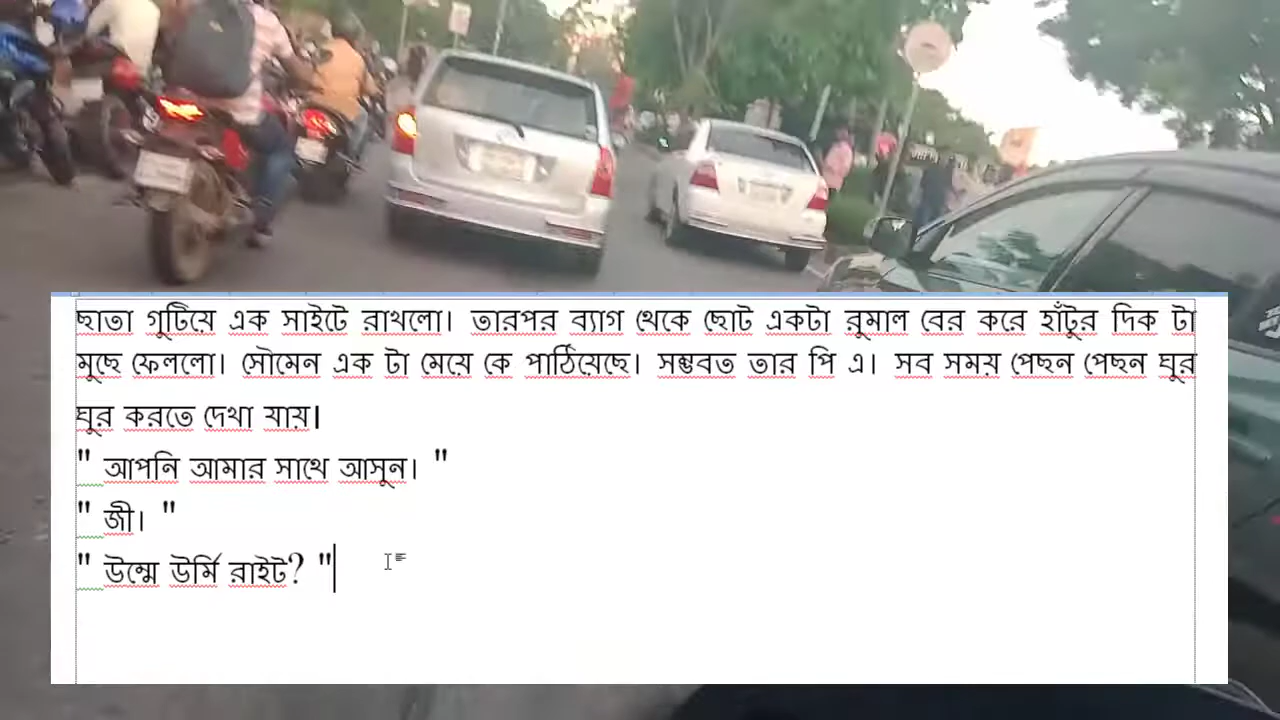 ছাতা গুটিয়ে এক সাইটে রাখলো। তারপর ব্যাগ থেকে ছোট একটা রুমাল বের করে হাঁটুর দিক টা
মুছে ফেললো। সৌমেন এক টা মেয়ে কে পাঠিয়েছে। সম্ভবত তার পি এ। সব সময় পেছন পেছন ঘুর
ঘুর করতে দেখা যায়।
" আপনি আমার সাথে আসুন। "
" জী। "
" উম্মে উর্মি রাইট? "